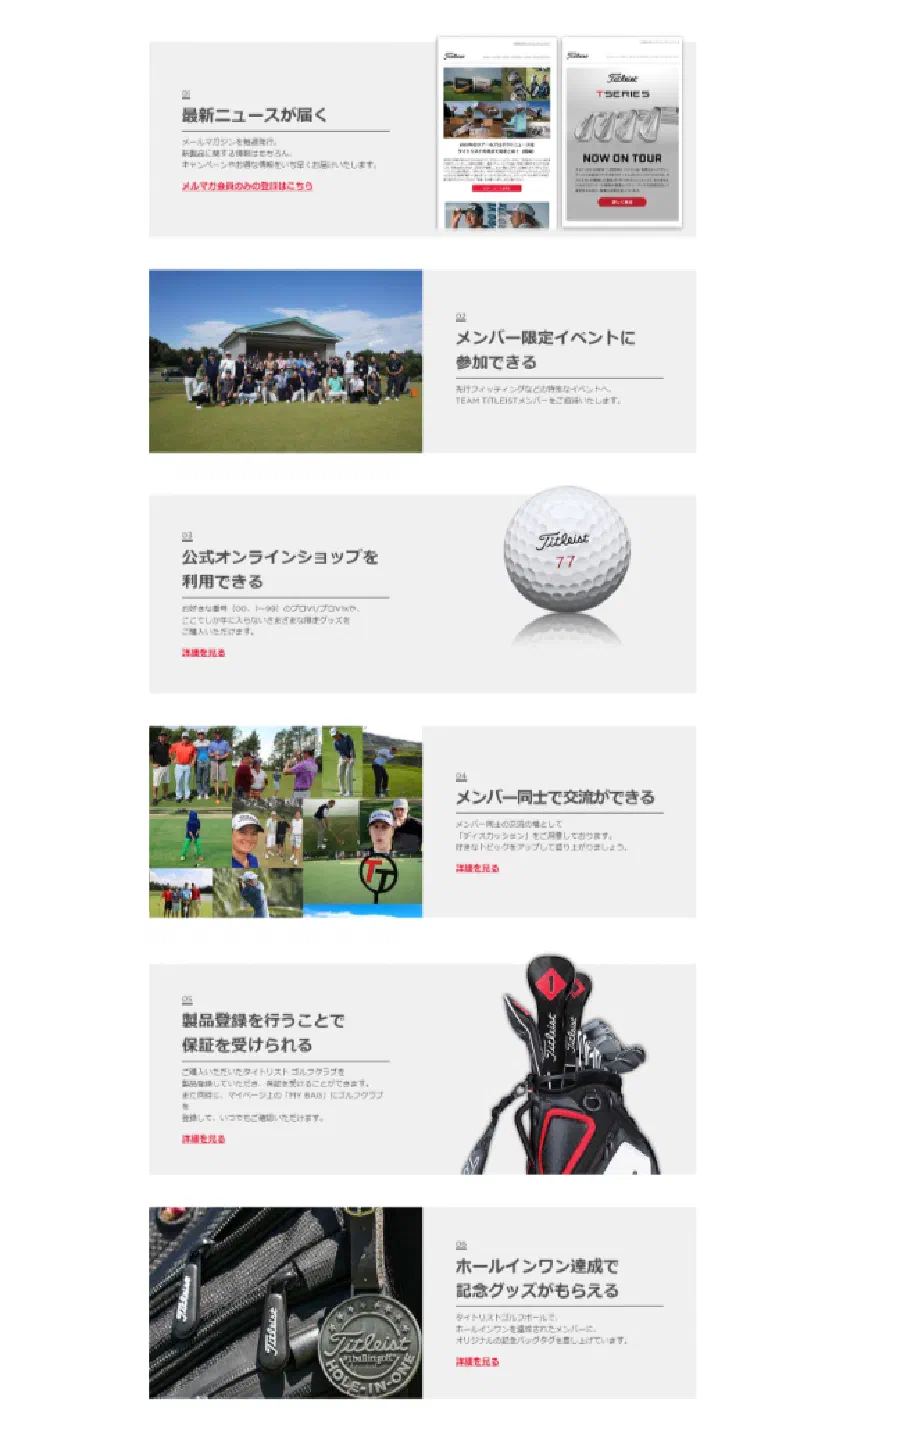 01
最新ニュースが届く
メールマガジンを毎週発行。
新製品に関する情報はもちろん、
キャンペーンやお得な情報をいち早くお届けいたします。
メルマガ会員のみの登録はこちら
Titleist
Titleist
Titleist
TSERIES
NOW ON TOUR
02
メンバー限定イベントに
参加できる
先行フィッティングなどの特別なイベントへ、
TEAM TITLEISTメンバーをご招待いたします。
03
公式オンラインショップを
利用できる
お好きな番号（00、1〜99）のプロV1/プロV1xや、
ここでしか手に入らないさまざまな限定グッズを
ご購入いただけます。
詳細を見る
Titleist
77
04
メンバー同士で交流ができる
メンバー同士の交流の場として
「ディスカッション」をご用意しております。
好きなトピックをアップして盛り上がりましょう。
詳細を見る
TT
05
製品登録を行うことで
保証を受けられる
ご購入いただいたタイトリスト ゴルフクラブを
製品登録していただき、保証を受けることができます。
また同時に、マイページ上の「MY BAG」にゴルフクラブ
を
登録して、いつでもご確認いただけます。
詳細を見る
1
Titleist
Titleist
06
ホールインワン達成で
記念グッズがもらえる
タイトリストゴルフボールで、
ホールインワンを達成されたメンバーに、
オリジナルの記念バッグタグを差し上げています。
詳細を見る
Titleist
Titleist
Titleist
#1 ball in golf
HOLE-IN-ONE